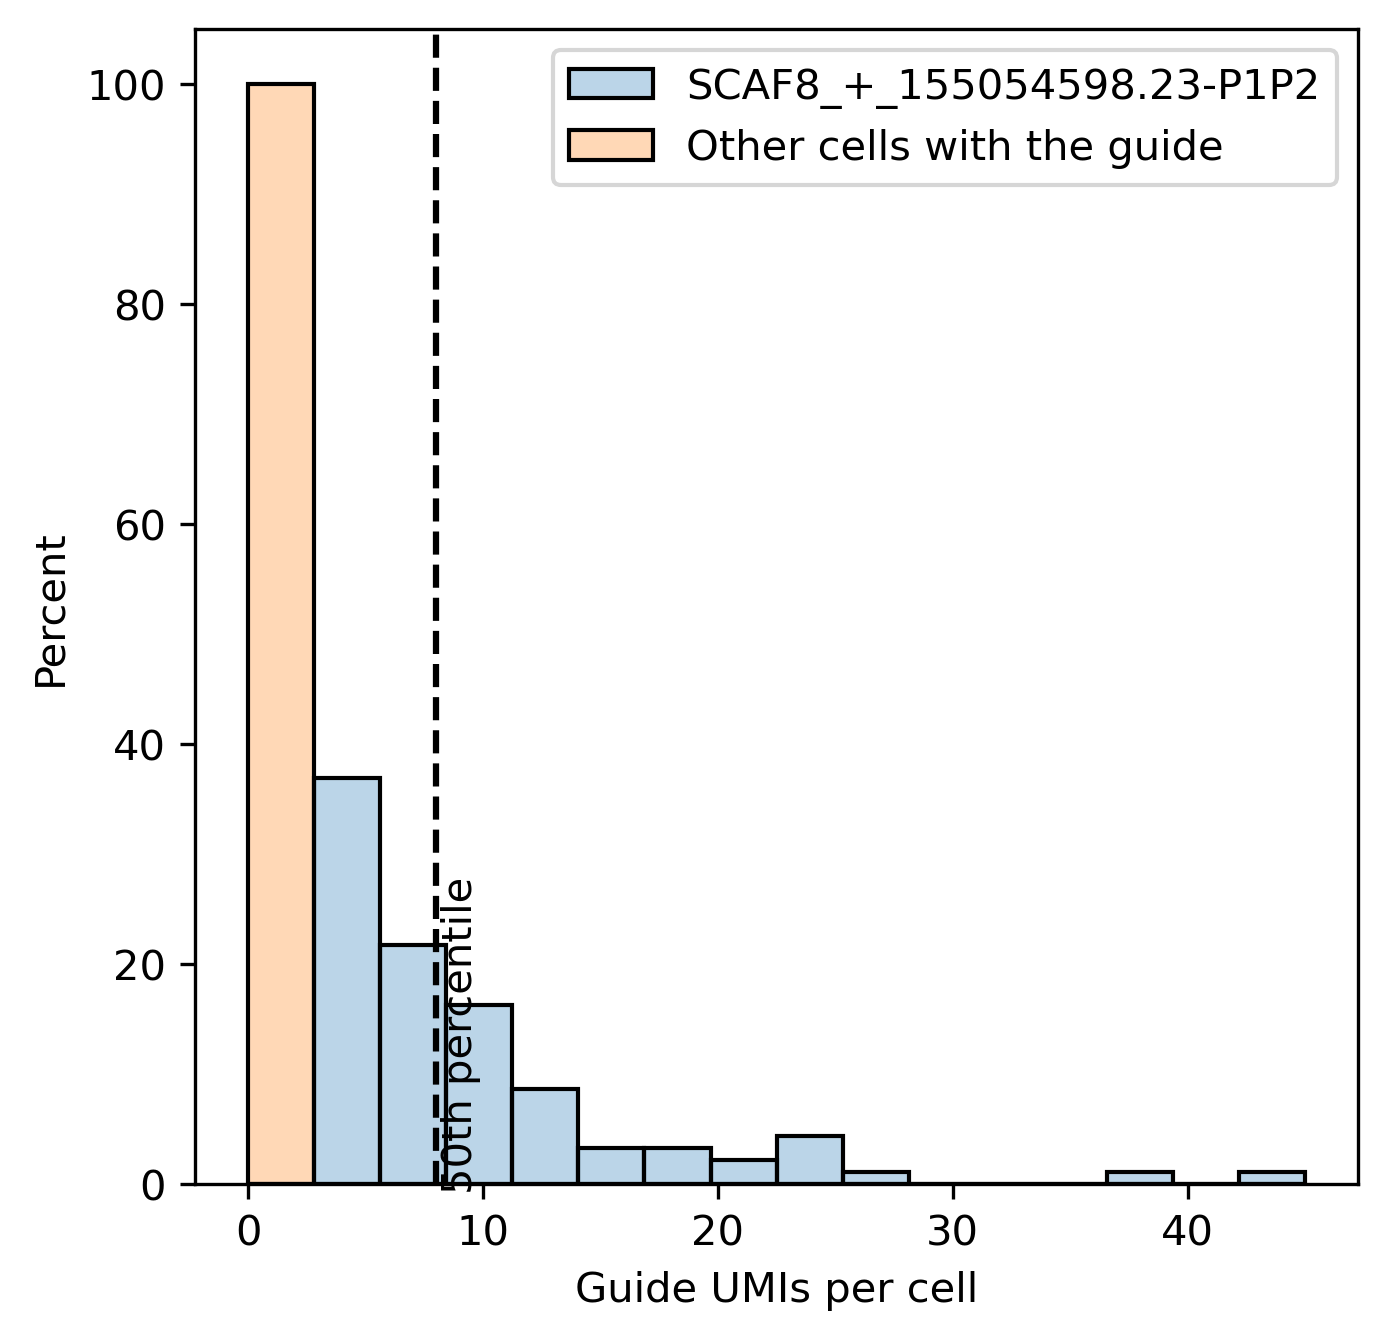 SCAF8_+_155054598.23-P1P2
Other cells with the guide
100
80
60
40
20
0
Percent
50th percentile
0 10 20 30 40
Guide UMIs per cell